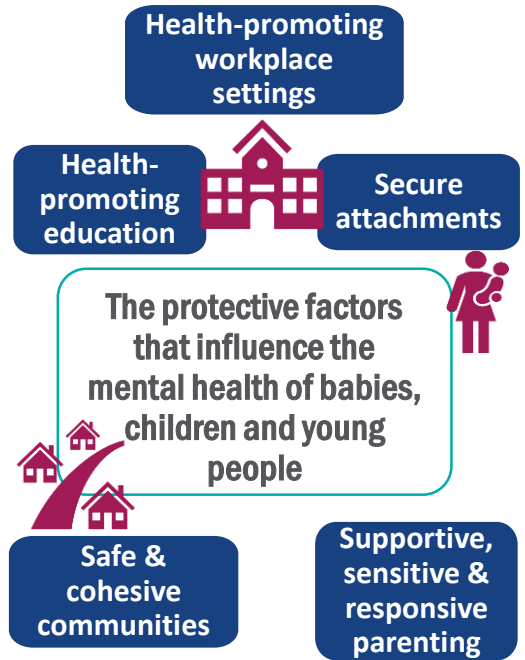 Health-promoting
workplace
settings
Health-
promoting
education
Secure
attachments
The protective factors
that influence the
mental health of babies,
children and young
people
Safe &
cohesive
communities
Supportive,
sensitive &
responsive
parenting